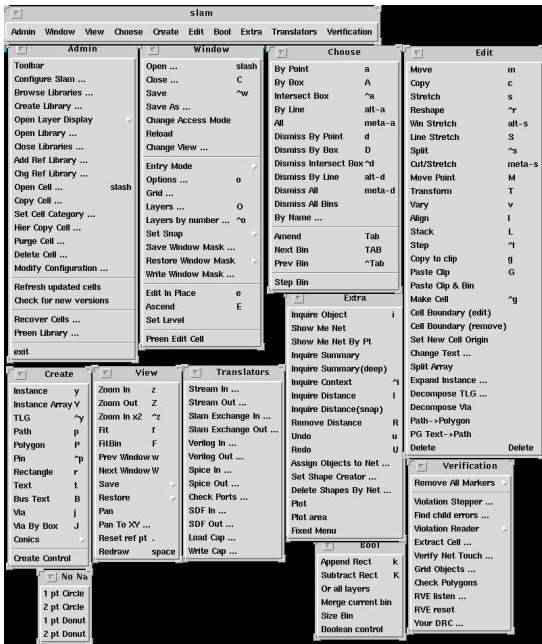 slam
Admin Window View Choose Create Edit Bool Extra Translators Verification
Admin
Toolbar
Configure Slam ...
Browse Libraries ...
Create Library ...
Open Layer Display
Open Library ...
Close Libraries ...
Add Ref Library ...
Chg Ref Library ...
Open Cell ... slash
Copy Cell ...
Set Cell Category ...
Hier Copy Cell ...
Purge Cell ...
Delete Cell ...
Modify Configuration ...
Refresh updated cells
Check for new versions
Recover Cells ...
Preen Library ...
exit
Window
Open ... slash
Close ... C
Save ^w
Save As ...
Change Access Mode
Reload
Change View ...
Entry Mode
Options ... o
Grid ...
Layers ... O
Layers by number ... ^o
Set Snap
Save Window Mask ...
Restore Window Mask
Write Window Mask ...
Edit In Place e
Ascend E
Set Level
Preen Edit Cell
Choose
By Point a
By Box A
Intersect Box ^a
By Line alt-a
All meta-a
Dismiss By Point d
Dismiss By Box D
Dismiss Intersect Box ^d
Dismiss By Line alt-d
Dismiss All meta-d
Dismiss All Bins
By Name ...
Amend Tab
Next Bin TAB
Prev Bin ^Tab
Step Bin
Edit
Move m
Copy c
Stretch s
Reshape ^r
Win Stretch alt-s
Line Stretch S
Split ^s
Cut/Stretch meta-s
Move Point M
Transform T
Vary v
Align l
Stack L
Step ^l
Copy to clip g
Paste Clip G
Paste Clip & Bin
Make Cell ^g
Cell Boundary (edit)
Cell Boundary (remove)
Set New Cell Origin
Change Text ...
Split Array
Expand Instance ...
Decompose TLG ...
Decompose Via
Path->Polygon
PG Text->Path
Delete Delete
Extra
Inquire Object i
Show Me Net
Show Me Net By Pt
Inquire Summary
Inquire Summary(deep)
Inquire Context ^i
Inquire Distance I
Inquire Distance(snap)
Remove Distance R
Undo u
Redo U
Assign Objects to Net ...
Set Shape Creator ...
Delete Shapes By Net ...
Plot
Plot area
Fixed Menu
Create
Instance y
Instance Array Y
TLG ^y
Path p
Polygon P
Pin ^p
Rectangle r
Text t
Bus Text B
Via j
Via By Box J
Conics
Create Control
View
Zoom In z
Zoom Out Z
Zoom In x2 ^z
Fit f
FitBin F
Prev Window w
Next Window W
Save
Restore
Pan
Pan To XY ...
Reset ref pt .
Redraw space
Translators
Stream In ...
Stream Out ...
Slam Exchange In ...
Slam Exchange Out ...
Verilog In ...
Verilog Out ...
Spice In ...
Spice Out ...
Check Ports ...
SDF In ...
SDF Out ...
Load Cap ...
Write Cap ...
Verification
Remove All Markers
Violation Stepper ...
Find child errors ...
Violation Reader
Extract Cell ...
Verify Net Touch ...
Grid Objects ...
Check Polygons
RVE listen ...
RVE reset
Your DRC ...
Bool
Append Rect k
Subtract Rect K
Or all layers
Merge current bin
Size Bin
Boolean control
No Na
1 pt Circle
2 pt Circle
1 pt Donut
2 pt Donut